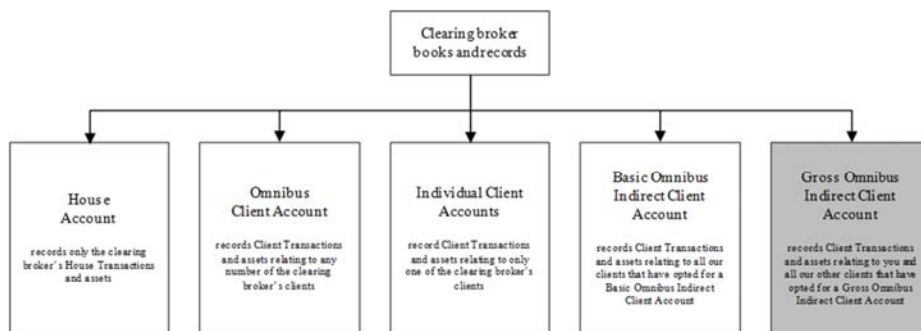 Clearing broker
books and records
House
Account
records only the clearing
broker's House Transactions
and assets
Omnibus
Client Account
records Client Transactions
and assets relating to any
number of the clearing
broker's clients
Individual Client
Accounts
record Client Transactions
and assets relating to only
one of the clearing broker's
clients
Basic Omnibus
Indirect Client
Account
records Client Transactions
and assets relating to all our
clients that have opted for a
Basic Omnibus Indirect
Client Account
Gross Omnibus
Indirect Client
Account
records Client Transactions
and assets relating to you and
all our other clients that have
opted for a Gross Omnibus
Indirect Client Account